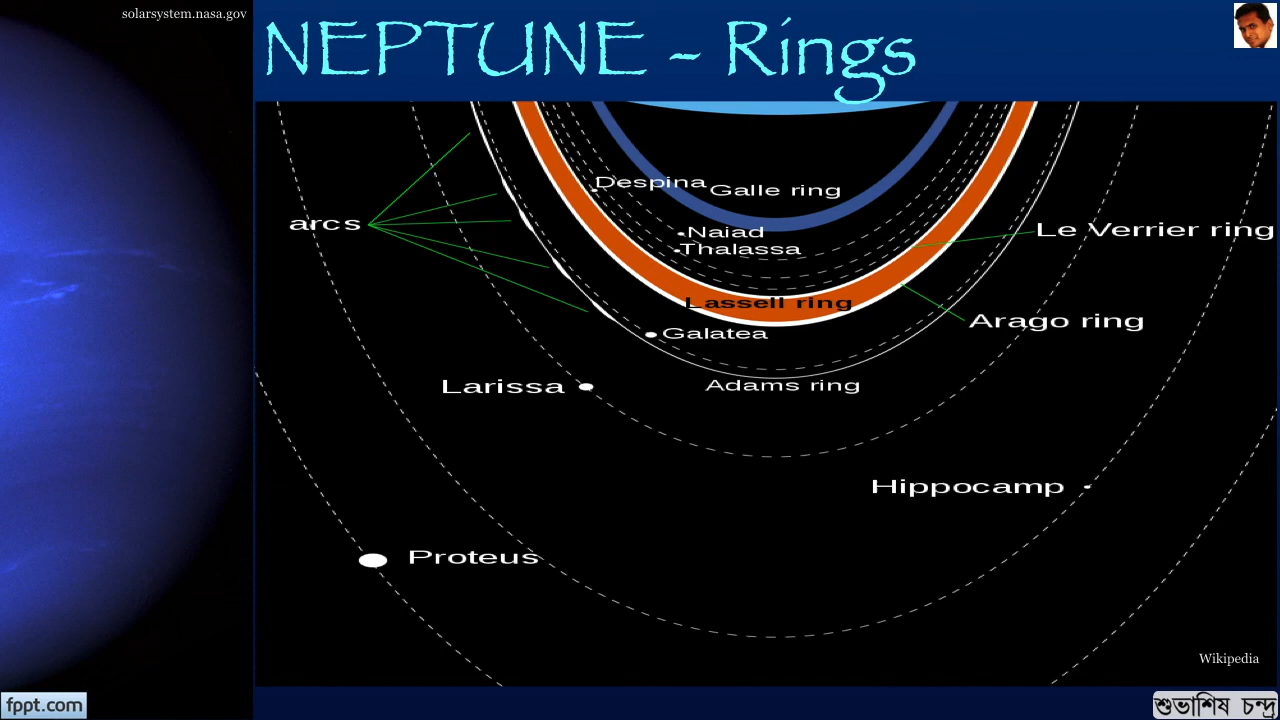 solarsystem.nasa.gov
NEPTUNE - Rings
Despina
Galle ring
arcs
Naiad
Thalassa
Le Verrier ring
Lassell ring
Arago ring
Galatea
Larissa
Adams ring
Hippocamp
Proteus
Wikipedia
fppt.com
শুভাশিষ চন্দ্র